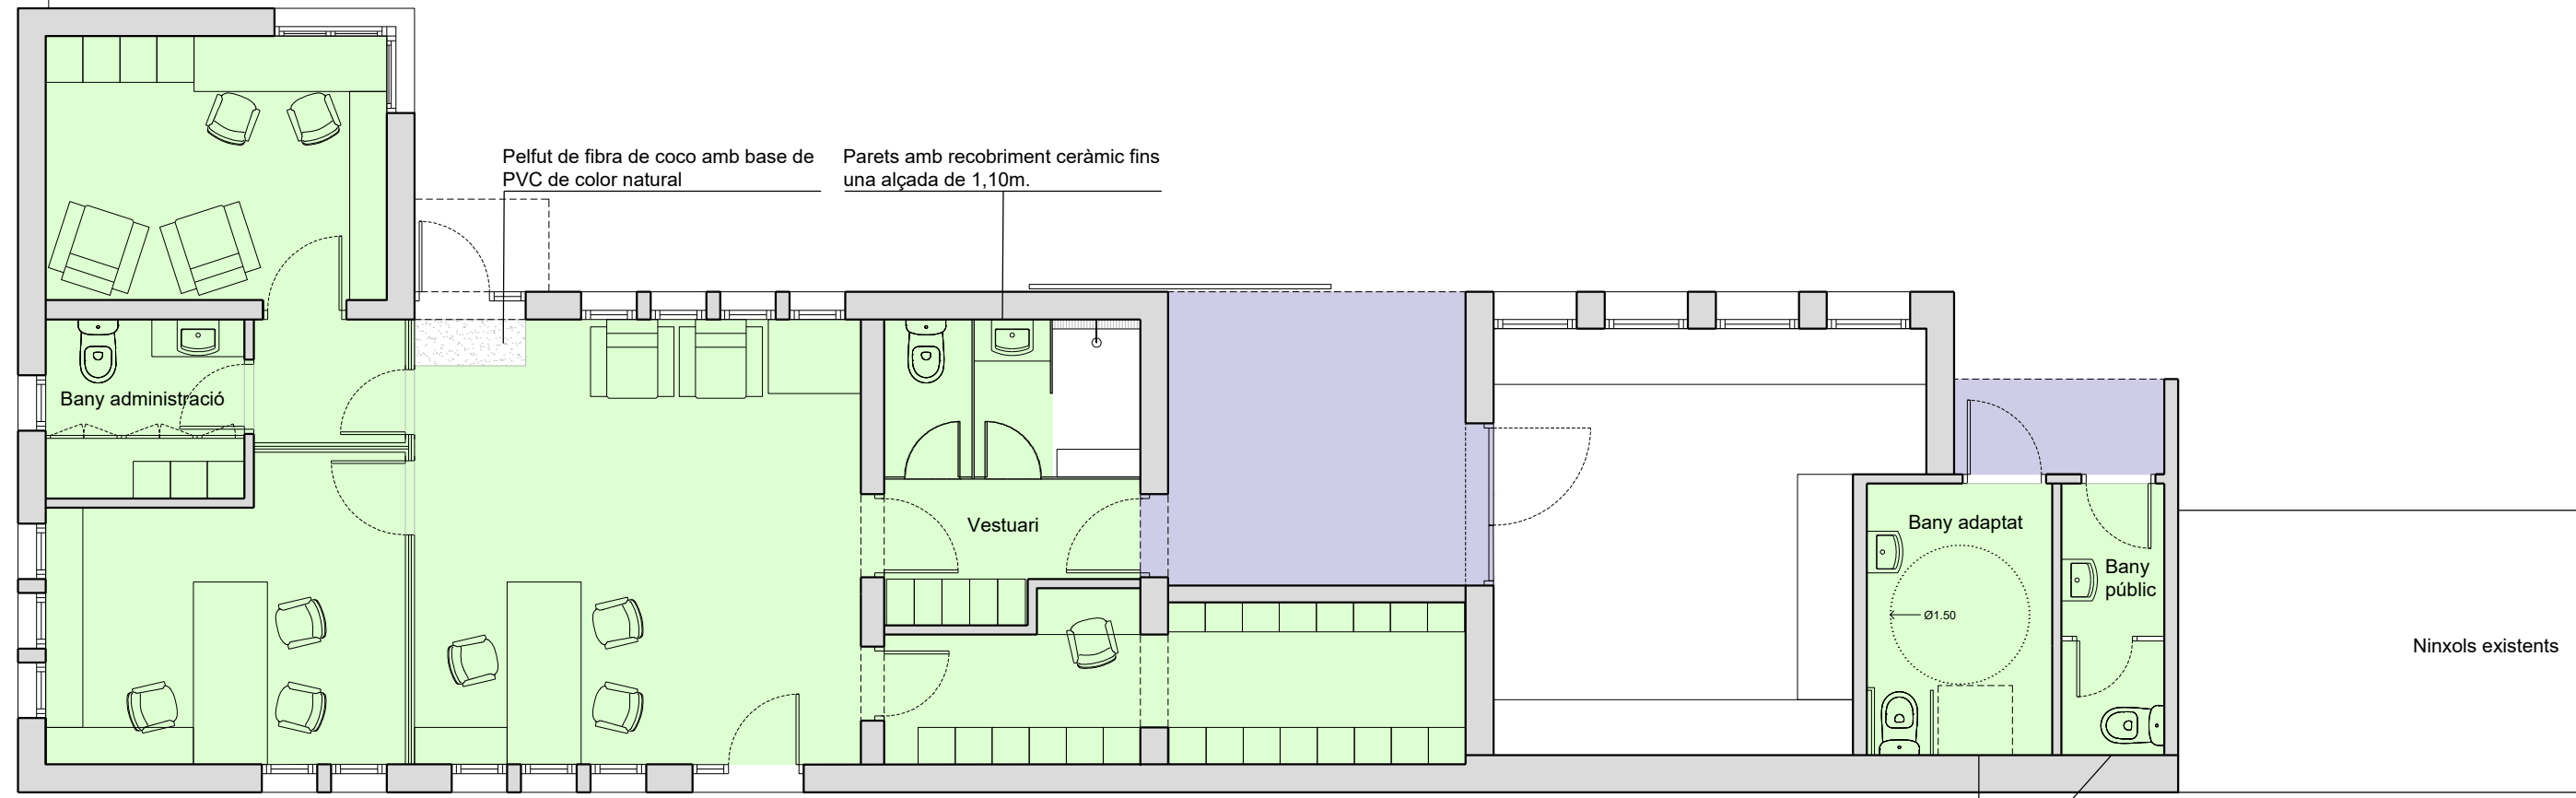 Pelfut de fibra de coco amb base de
PVC de color natural
Parets amb recobriment ceràmic fins
una alçada de 1,10m.
Bany administració
Vestuari
Bany adaptat
Bany
públic
Ø1.50
Ninxols existents